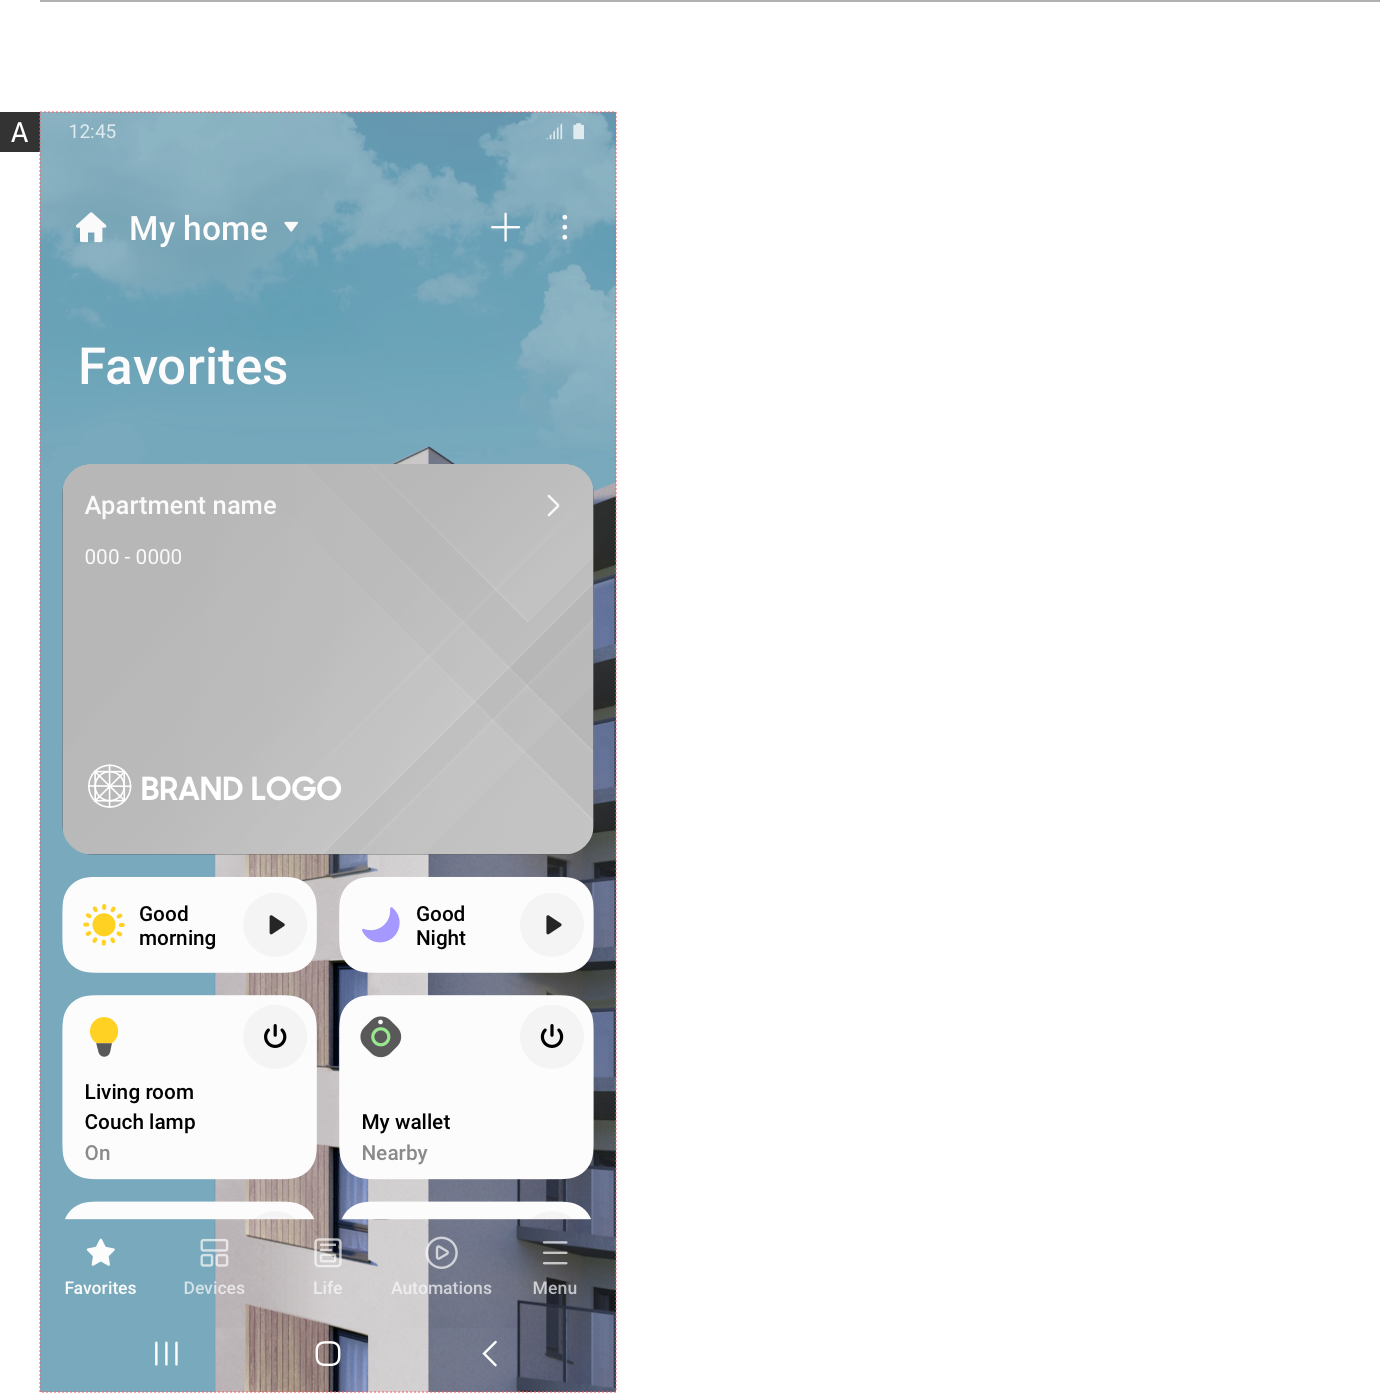 A
12:45
My home
Favorites
Apartment name
000 - 0000
BRAND LOGO
Good
morning
Good
Night
Living room
Couch lamp
On
My wallet
Nearby
Favorites
Devices
Life
Automations
Menu